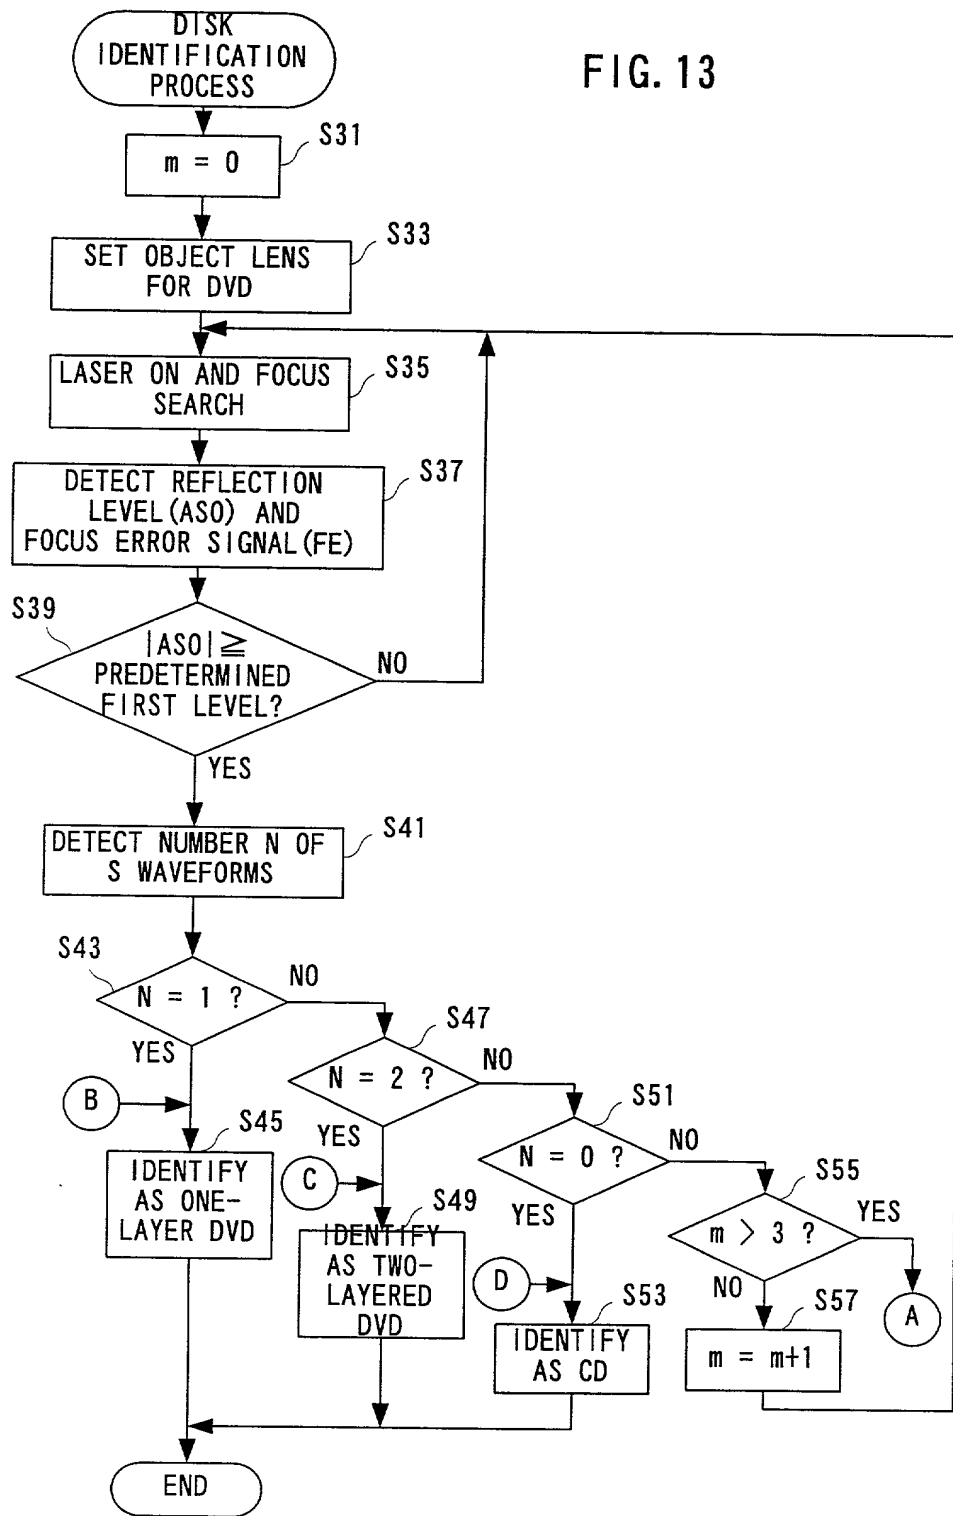 DISK
IDENTIFICATION
PROCESS
FIG. 13
S31
m = 0
S33
SET OBJECT LENS
FOR DVD
S35
LASER ON AND FOCUS
SEARCH
S37
DETECT REFLECTION
LEVEL(ASO) AND
FOCUS ERROR SIGNAL(FE)
S39
|ASO| ≧
PREDETERMINED
FIRST LEVEL?
NO
YES
S41
DETECT NUMBER N OF
S WAVEFORMS
S43
N = 1 ?
NO
YES
S47
N = 2 ?
NO
YES
S51
N = 0 ?
NO
YES
S55
m > 3 ?
YES
NO
B
S45
IDENTIFY
AS ONE-
LAYER DVD
C
S49
IDENTIFY
AS TWO-
LAYERED
DVD
D
S53
IDENTIFY
AS CD
S57
m = m+1
A
END